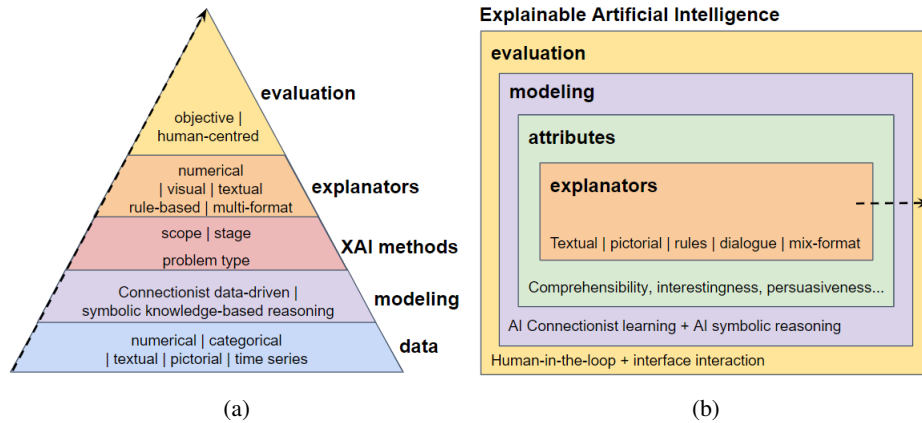 evaluation
objective |
human-centred
numerical
| visual | textual
rule-based | multi-format
explanators
scope | stage
problem type
XAI methods
Connectionist data-driven |
symbolic knowledge-based reasoning
modeling
numerical | categorical
| textual | pictorial | time series
data
(a)
Explainable Artificial Intelligence
evaluation
modeling
attributes
explanators
Textual | pictorial | rules | dialogue | mix-format
Comprehensibility, interestingness, persuasiveness...
AI Connectionist learning + AI symbolic reasoning
Human-in-the-loop + interface interaction
(b)